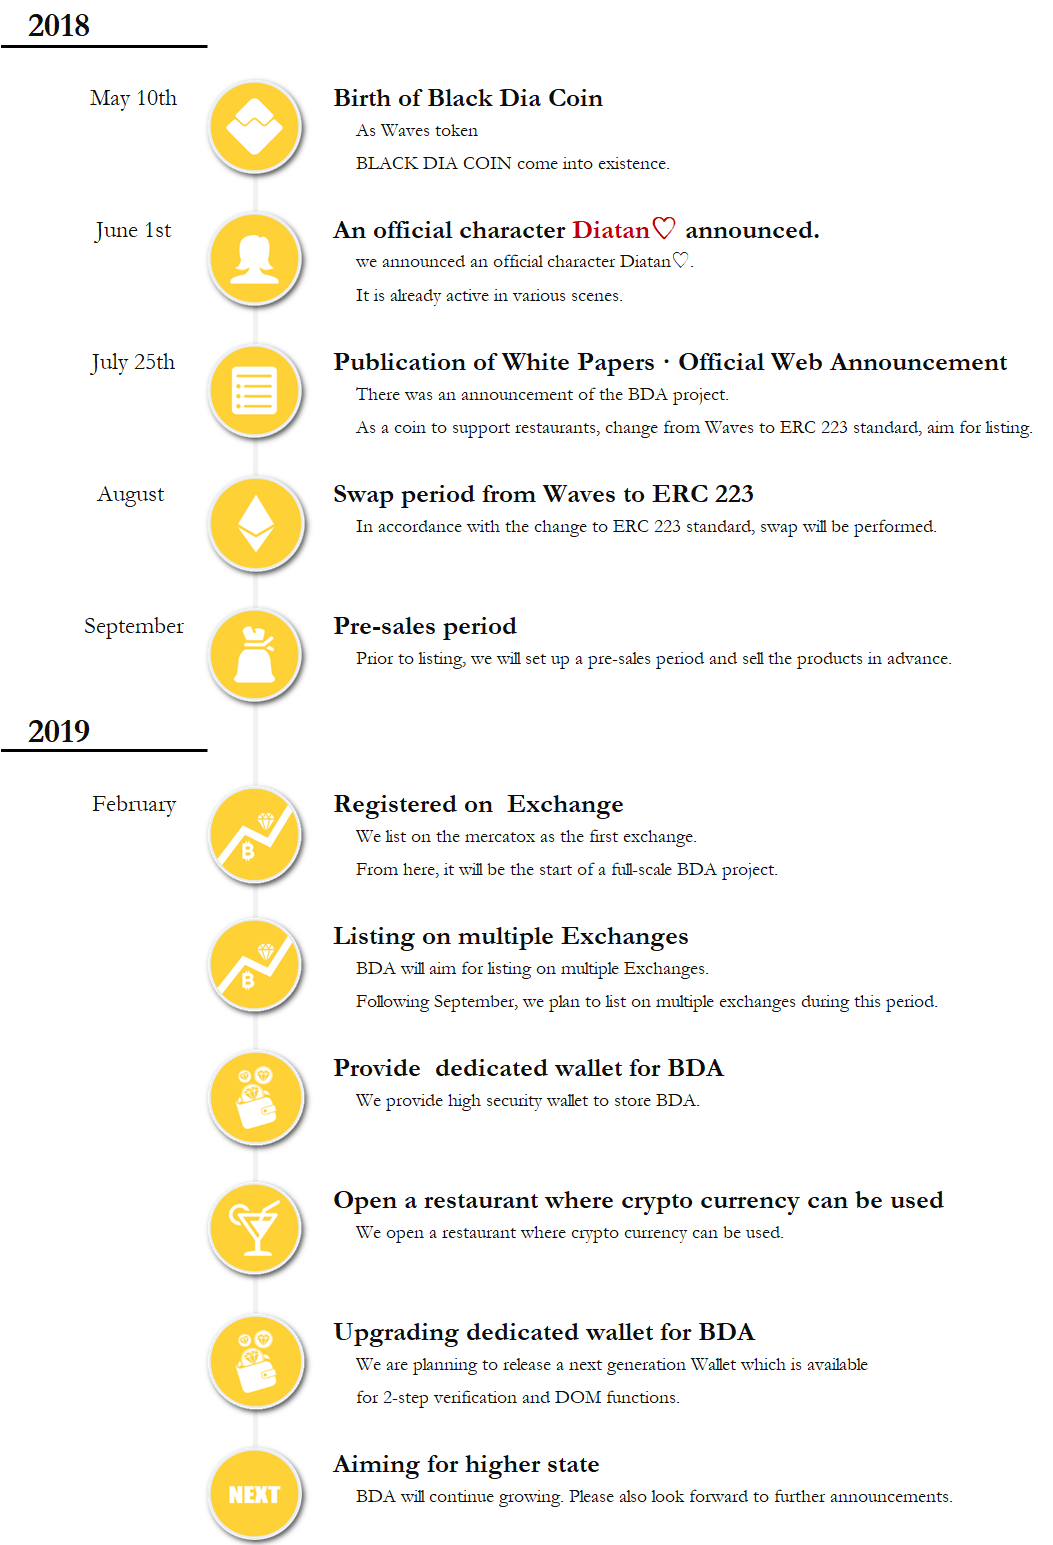 2018
May 10th
Birth of Black Dia Coin
As Waves token
BLACK DIA COIN come into existence.
June 1st
An official character Diatan♡ announced.
we announced an official character Diatan♡.
It is already active in various scenes.
July 25th
Publication of White Papers・Official Web Announcement
There was an announcement of the BDA project.
As a coin to support restaurants, change from Waves to ERC 223 standard, aim for listing.
August
Swap period from Waves to ERC 223
In accordance with the change to ERC 223 standard, swap will be performed.
September
Pre-sales period
Prior to listing, we will set up a pre-sales period and sell the products in advance.
2019
February
Registered on  Exchange
We list on the mercatox as the first exchange.
From here, it will be the start of a full-scale BDA project.
Listing on multiple Exchanges
BDA will aim for listing on multiple Exchanges.
Following September, we plan to list on multiple exchanges during this period.
Provide  dedicated wallet for BDA
We provide high security wallet to store BDA.
Open a restaurant where crypto currency can be used
We open a restaurant where crypto currency can be used.
Upgrading dedicated wallet for BDA
We are planning to release a next generation Wallet which is available
for 2-step verification and DOM functions.
NEXT
Aiming for higher state
BDA will continue growing. Please also look forward to further announcements.